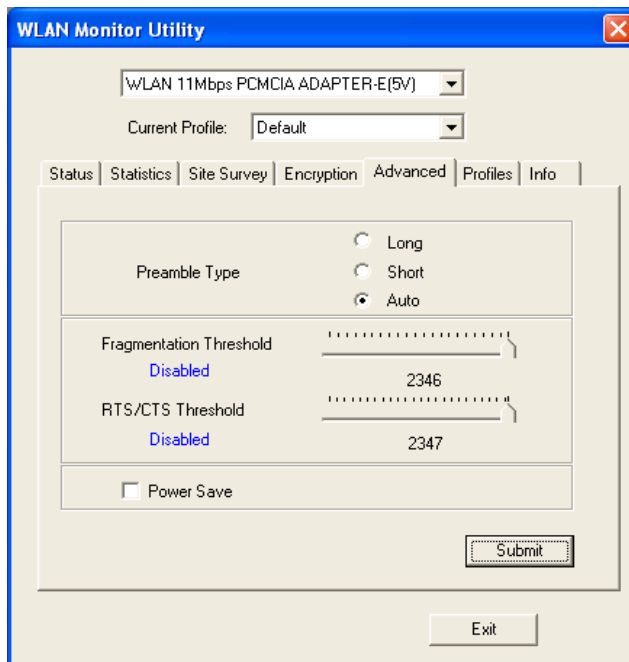 WLAN Monitor Utility
WLAN 11Mbps PCMCIA ADAPTER-E(5V)
Current Profile: Default
Status Statistics Site Survey Encryption Advanced Profiles Info
Preamble Type
Long
Short
Auto
Fragmentation Threshold
Disabled
2346
RTS/CTS Threshold
Disabled
2347
Power Save
Submit
Exit